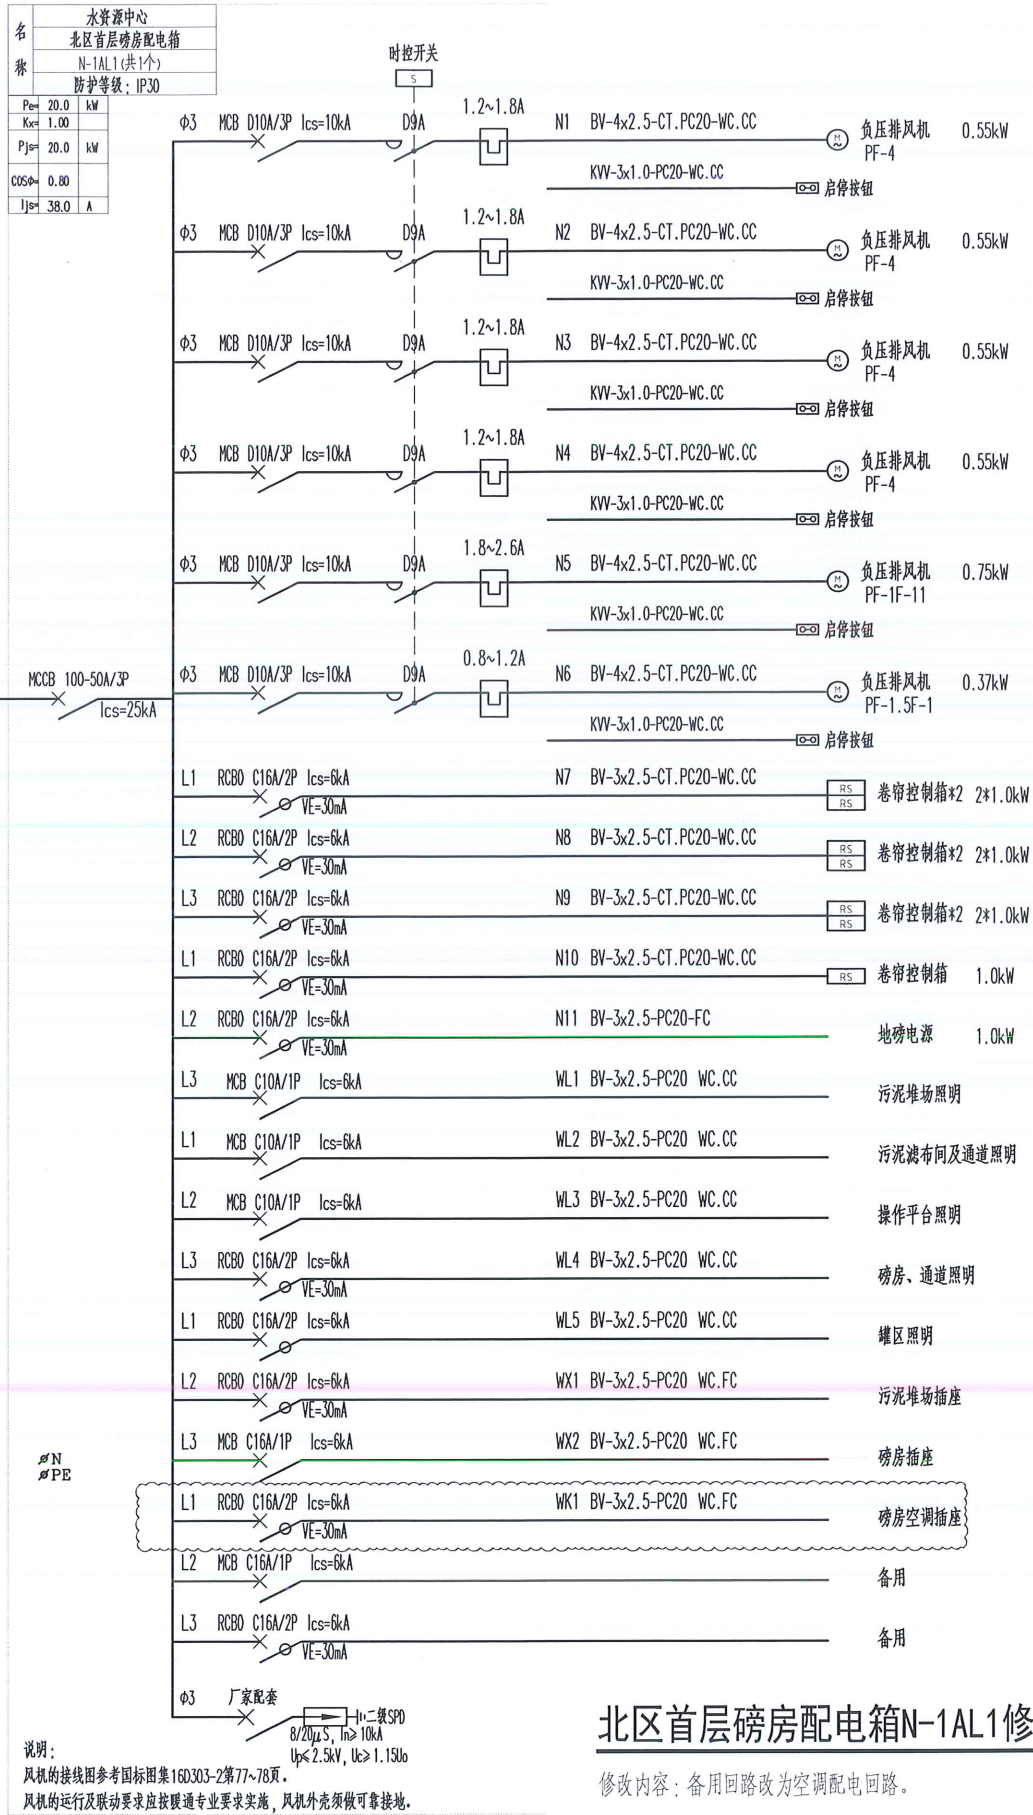 名称
水资源中心
北区首层磅房配电箱
N-1AL1(共1个)
防护等级：IP30
Pe= 20.0 kW
Kx= 1.00
Pjs= 20.0 kW
COSΦ= 0.80
Ijs= 38.0 A
时控开关
S
MCCB 100-50A/3P
Ics=25kA
Φ3 MCB D10A/3P Ics=10kA D9A 1.2~1.8A N1 BV-4x2.5-CT.PC20-WC.CC M 负压排风机 0.55kW
PF-4
KVV-3x1.0-PC20-WC.CC 启停按钮
Φ3 MCB D10A/3P Ics=10kA D9A 1.2~1.8A N2 BV-4x2.5-CT.PC20-WC.CC M 负压排风机 0.55kW
PF-4
KVV-3x1.0-PC20-WC.CC 启停按钮
Φ3 MCB D10A/3P Ics=10kA D9A 1.2~1.8A N3 BV-4x2.5-CT.PC20-WC.CC M 负压排风机 0.55kW
PF-4
KVV-3x1.0-PC20-WC.CC 启停按钮
Φ3 MCB D10A/3P Ics=10kA D9A 1.2~1.8A N4 BV-4x2.5-CT.PC20-WC.CC M 负压排风机 0.55kW
PF-4
KVV-3x1.0-PC20-WC.CC 启停按钮
Φ3 MCB D10A/3P Ics=10kA D9A 1.8~2.6A N5 BV-4x2.5-CT.PC20-WC.CC M 负压排风机 0.75kW
PF-1F-11
KVV-3x1.0-PC20-WC.CC 启停按钮
Φ3 MCB D10A/3P Ics=10kA D9A 0.8~1.2A N6 BV-4x2.5-CT.PC20-WC.CC M 负压排风机 0.37kW
PF-1.5F-1
KVV-3x1.0-PC20-WC.CC 启停按钮
L1 RCBO C16A/2P Ics=6kA N7 BV-3x2.5-CT.PC20-WC.CC RS RS 卷帘控制箱*2 2*1.0kW
VE=30mA
L2 RCBO C16A/2P Ics=6kA N8 BV-3x2.5-CT.PC20-WC.CC RS RS 卷帘控制箱*2 2*1.0kW
VE=30mA
L3 RCBO C16A/2P Ics=6kA N9 BV-3x2.5-CT.PC20-WC.CC RS RS 卷帘控制箱*2 2*1.0kW
VE=30mA
L1 RCBO C16A/2P Ics=6kA N10 BV-3x2.5-CT.PC20-WC.CC RS 卷帘控制箱 1.0kW
VE=30mA
L2 RCBO C16A/2P Ics=6kA N11 BV-3x2.5-PC20-FC 地磅电源 1.0kW
VE=30mA
L3 MCB C10A/1P Ics=6kA WL1 BV-3x2.5-PC20 WC.CC 污泥堆场照明
L1 MCB C10A/1P Ics=6kA WL2 BV-3x2.5-PC20 WC.CC 污泥滤布间及通道照明
L2 MCB C10A/1P Ics=6kA WL3 BV-3x2.5-PC20 WC.CC 操作平台照明
L3 RCBO C16A/2P Ics=6kA WL4 BV-3x2.5-PC20 WC.CC 磅房、通道照明
VE=30mA
L1 RCBO C16A/2P Ics=6kA WL5 BV-3x2.5-PC20 WC.CC 罐区照明
L2 RCBO C16A/2P Ics=6kA WX1 BV-3x2.5-PC20 WC.FC 污泥堆场插座
VE=30mA
L3 MCB C16A/1P Ics=6kA WX2 BV-3x2.5-PC20 WC.FC 磅房插座
N
PE
L1 RCBO C16A/2P Ics=6kA WK1 BV-3x2.5-PC20 WC.FC 磅房空调插座
VE=30mA
L2 MCB C16A/1P Ics=6kA 备用
L3 RCBO C16A/2P Ics=6kA 备用
VE=30mA
Φ3 厂家配套 二级SPD
8/20μS, In≥10kA
Up≤2.5kV, Uc≥1.15Uo
说明：
风机的接线图参考国标图集16D303-2第77~78页。
风机的运行及联动要求应按暖通专业要求实施，风机外壳须做可靠接地。
北区首层磅房配电箱N-1AL1修
修改内容：备用回路改为空调配电回路。